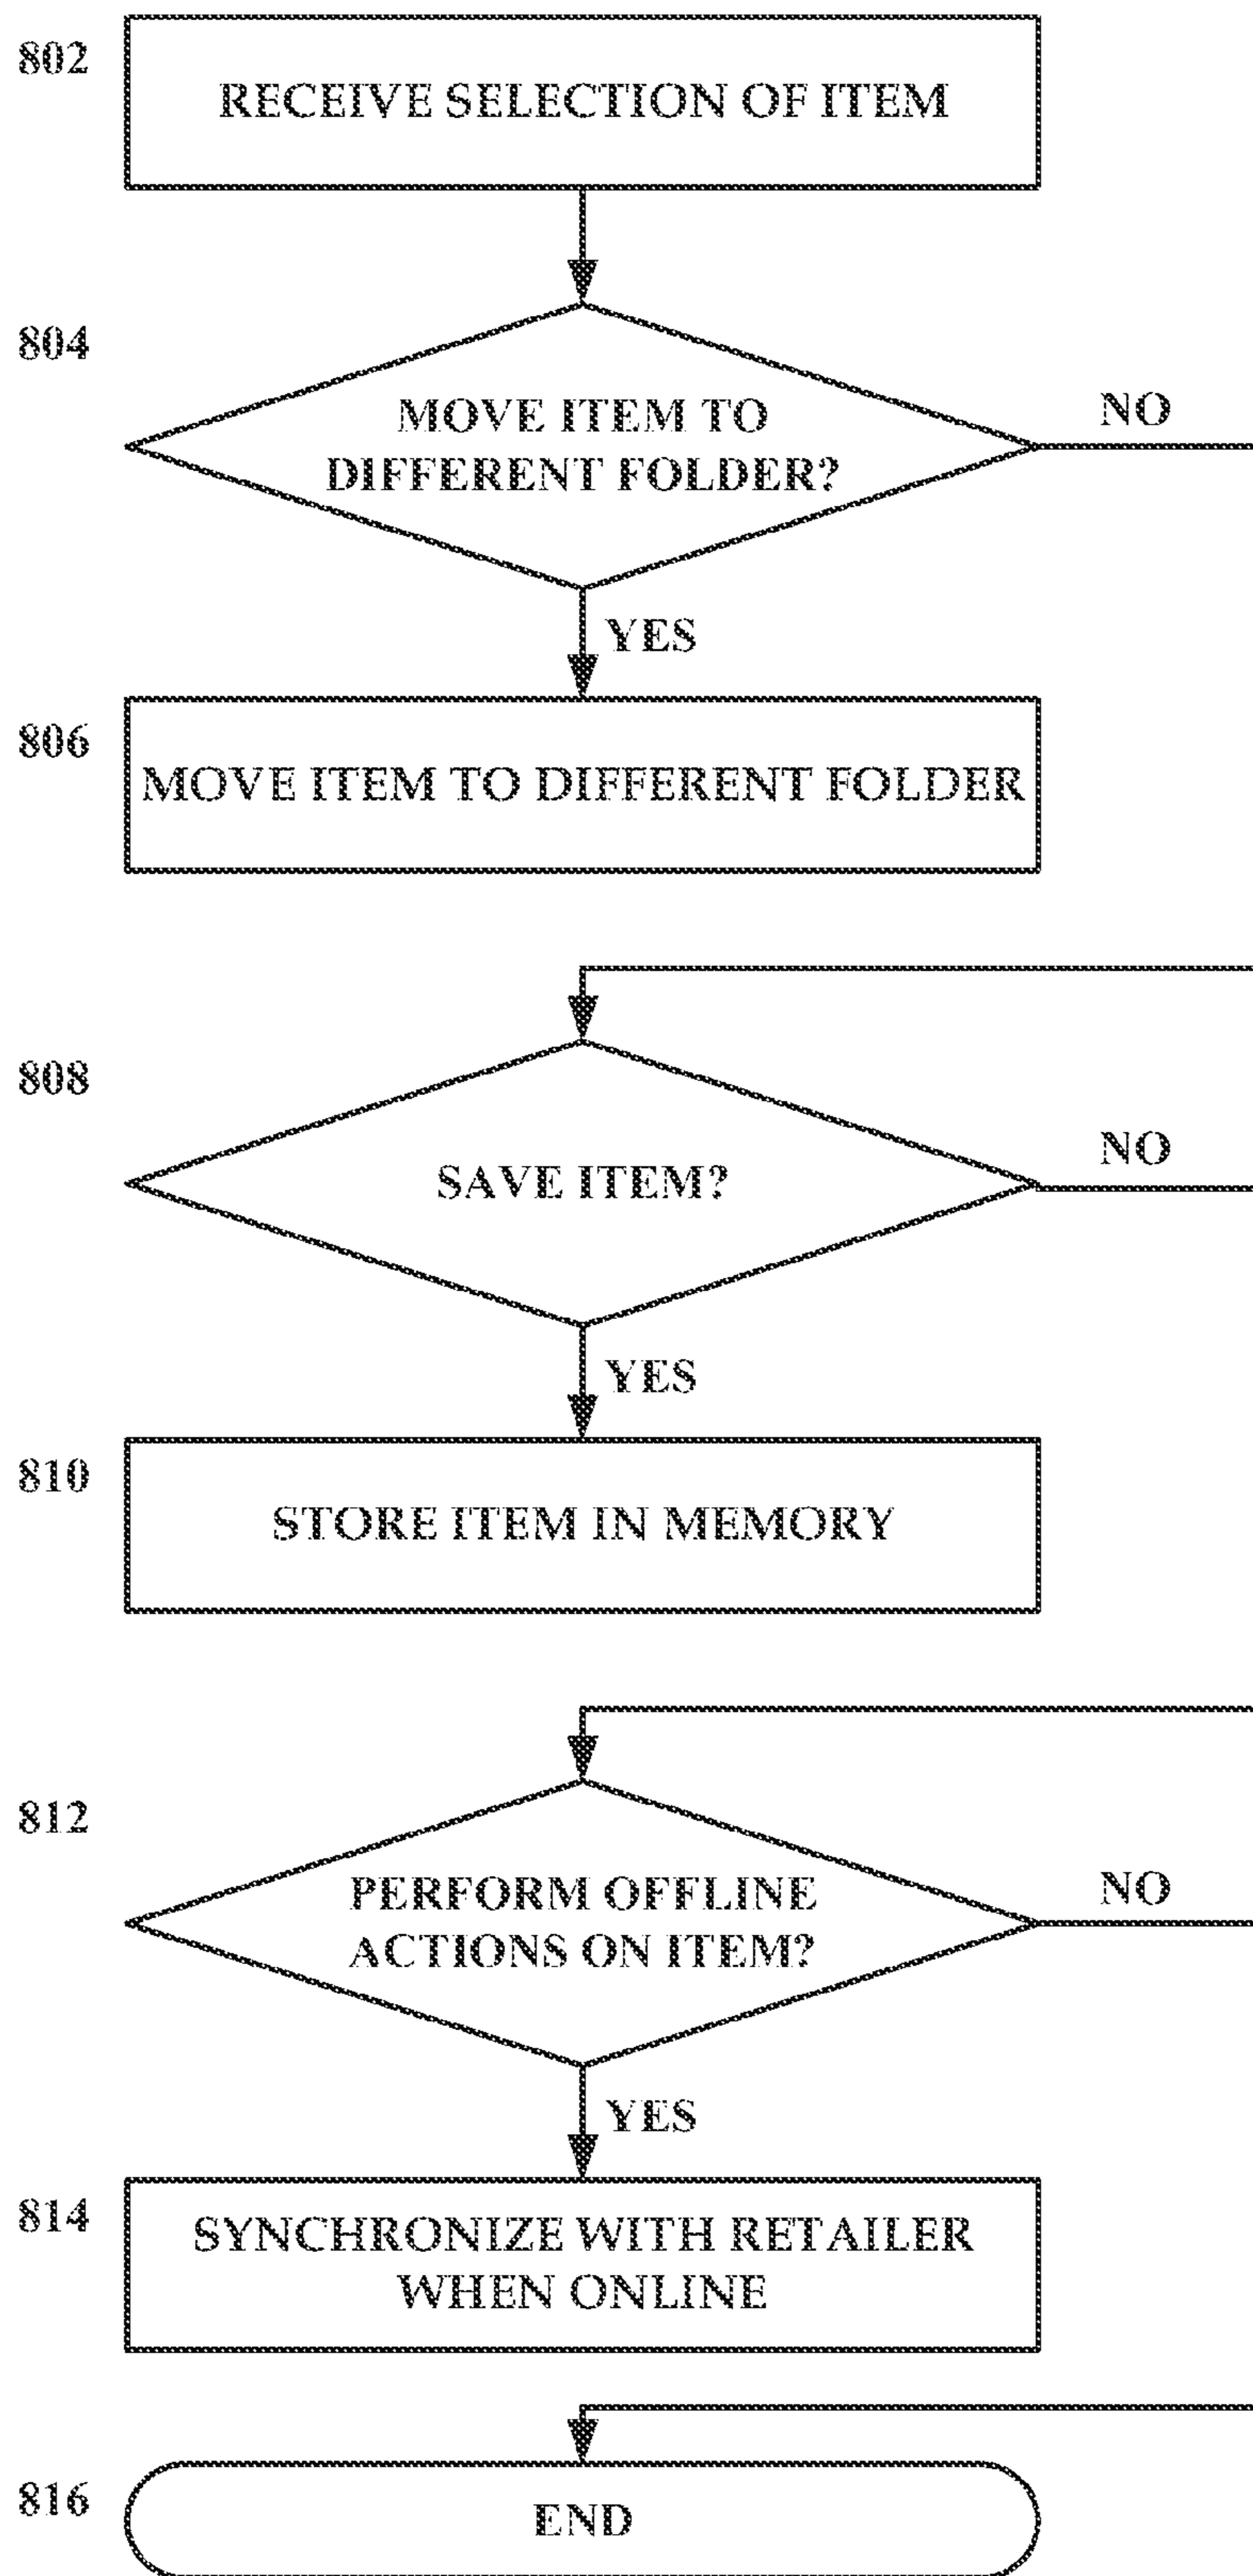 802
RECEIVE SELECTION OF ITEM
804
MOVE ITEM TO
DIFFERENT FOLDER?
NO
YES
806
MOVE ITEM TO DIFFERENT FOLDER
808
SAVE ITEM?
NO
YES
810
STORE ITEM IN MEMORY
812
PERFORM OFFLINE
ACTIONS ON ITEM?
NO
YES
814
SYNCHRONIZE WITH RETAILER
WHEN ONLINE
816
END